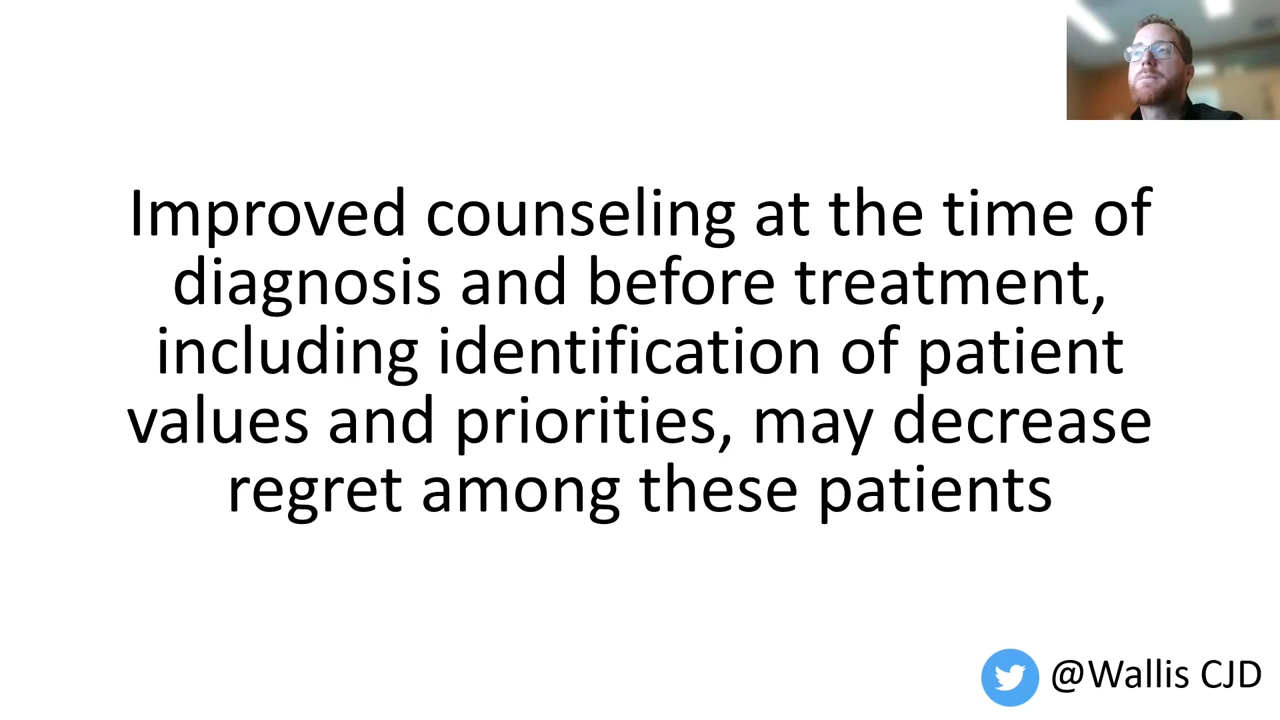 Improved counseling at the time of
diagnosis and before treatment,
including identification of patient
values and priorities, may decrease
regret among these patients
@Wallis CJD